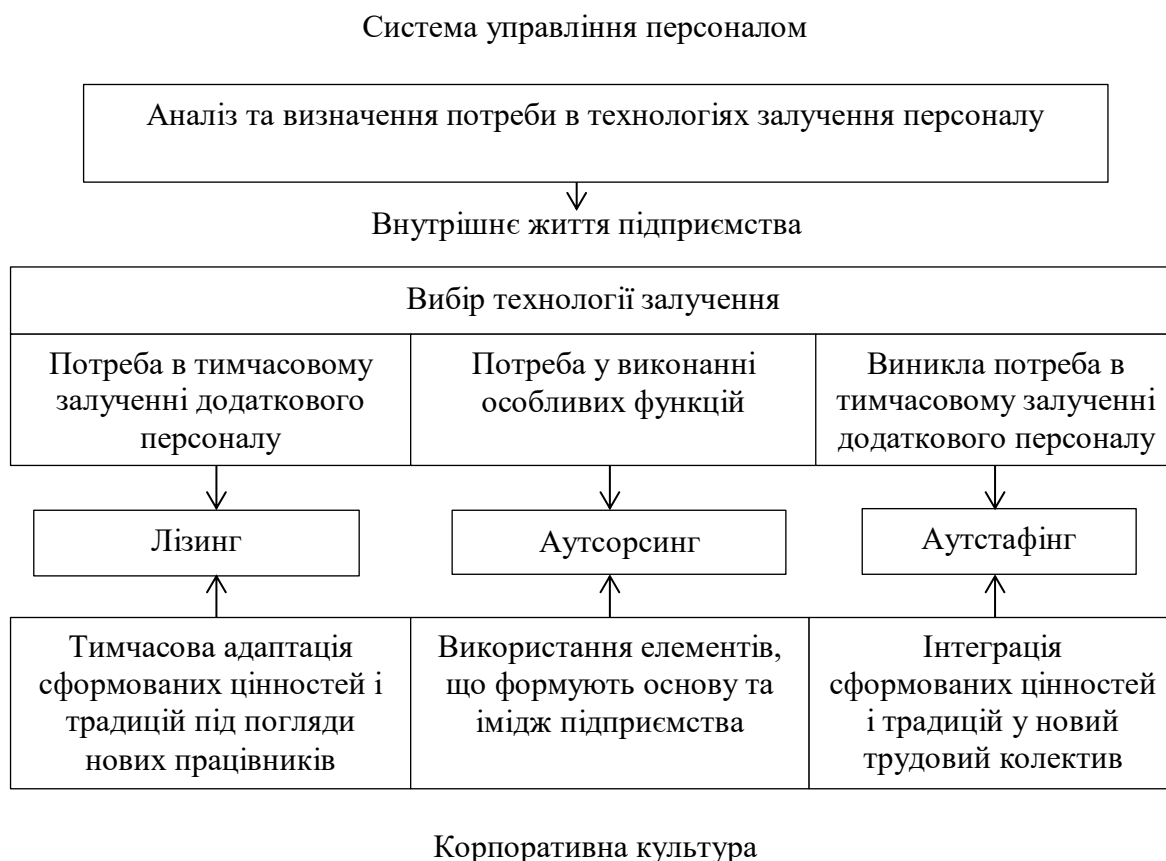 Система управління персоналом
Аналіз та визначення потреби в технологіях залучення персоналу
Внутрішнє життя підприємства
Вибір технології залучення
Потреба в тимчасовому
залученні додаткового
персоналу
Потреба у виконанні
особливих функцій
Виникла потреба в
тимчасовому залученні
додаткового персоналу
Лізинг
Аутсорсинг
Аутстафінг
Тимчасова адаптація
сформованих цінностей і
традицій під погляди
нових працівників
Використання елементів,
що формують основу та
імідж підприємства
Інтеграція
сформованих цінностей
і традицій у новий
трудовий колектив
Корпоративна культура